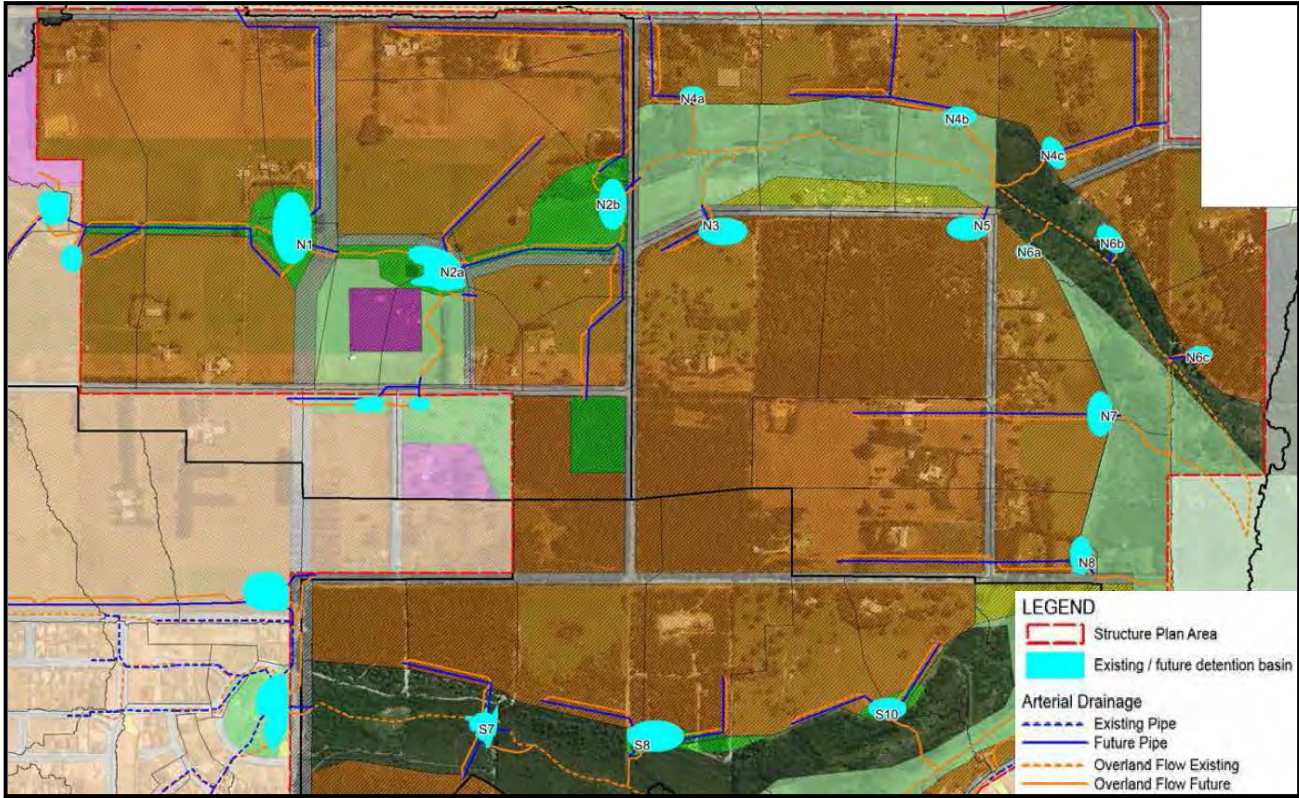 N4a
N4b
N4c
N1
N2a
N2b
N3
N5
N6a
N6b
N6c
N7
N8
S7
S8
S10
LEGEND
Structure Plan Area
Existing / future detention basin
Arterial Drainage
Existing Pipe
Future Pipe
Overland Flow Existing
Overland Flow Future